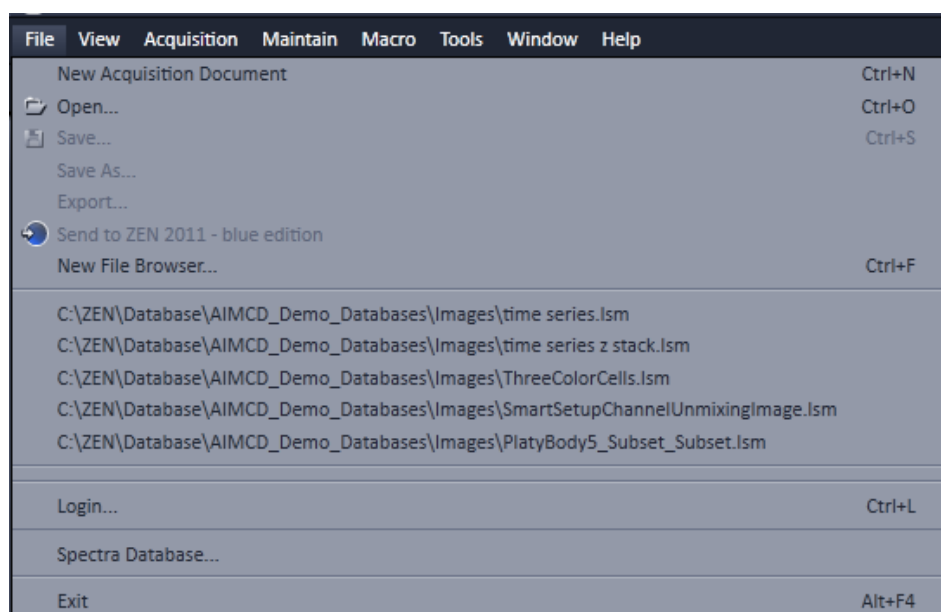 File View Acquisition Maintain Macro Tools Window Help
New Acquisition Document Ctrl+N
Open... Ctrl+O
Save... Ctrl+S
Save As...
Export...
Send to ZEN 2011 - blue edition
New File Browser... Ctrl+F
C:\ZEN\Database\AIMCD_Demo_Databases\Images\time series.lsm
C:\ZEN\Database\AIMCD_Demo_Databases\Images\time series z stack.lsm
C:\ZEN\Database\AIMCD_Demo_Databases\Images\ThreeColorCells.lsm
C:\ZEN\Database\AIMCD_Demo_Databases\Images\SmartSetupChannelUnmixingImage.lsm
C:\ZEN\Database\AIMCD_Demo_Databases\Images\PlatyBody5_Subset_Subset.lsm
Login... Ctrl+L
Spectra Database...
Exit Alt+F4